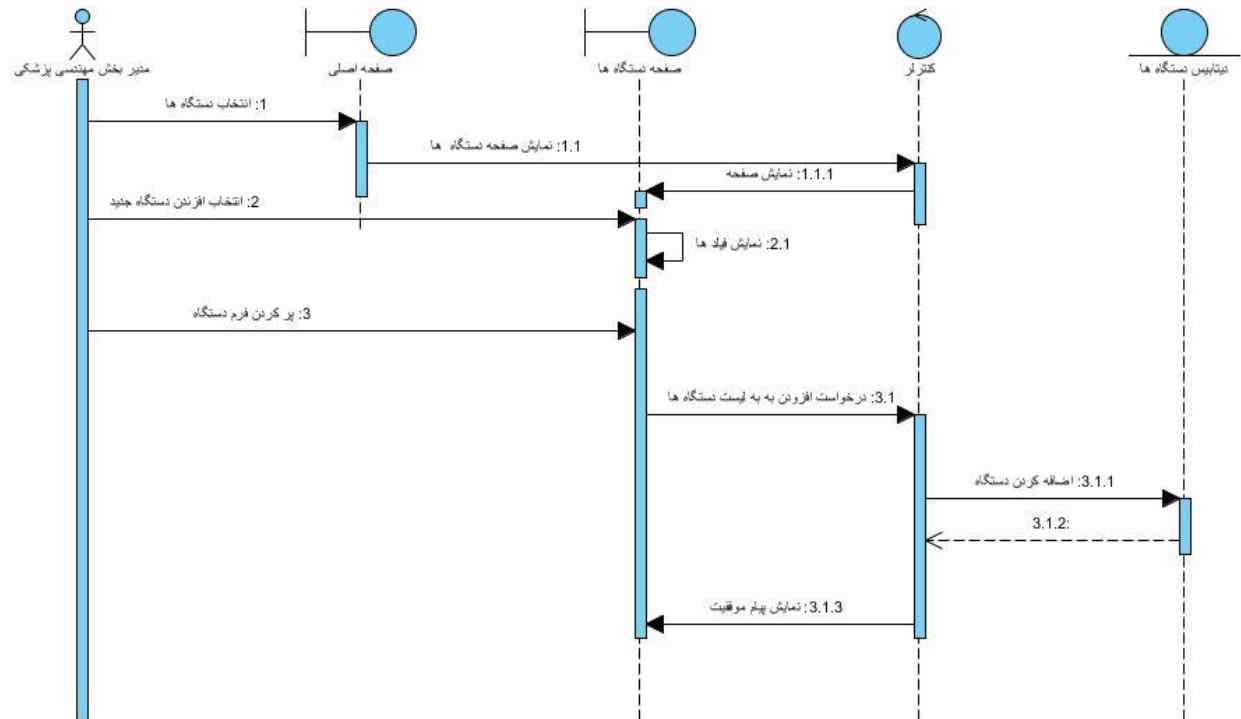 مدیر بخش مهندسی پزشکی
صفحه اصلی
صفحه دستگاه ها
کنترلر
دیتابیس دستگاه ها
1: انتخاب دستگاه ها
1.1: نمایش صفحه دستگاه ها
1.1.1: نمایش صفحه
2: انتخاب افزندن دستگاه جدید
2.1: نمایش فیلد ها
3: پر کردن فرم دستگاه
3.1: درخواست افزودن به به لیست دستگاه ها
3.1.1: اضافه کردن دستگاه
3.1.2:
3.1.3: نمایش پیام موفقیت